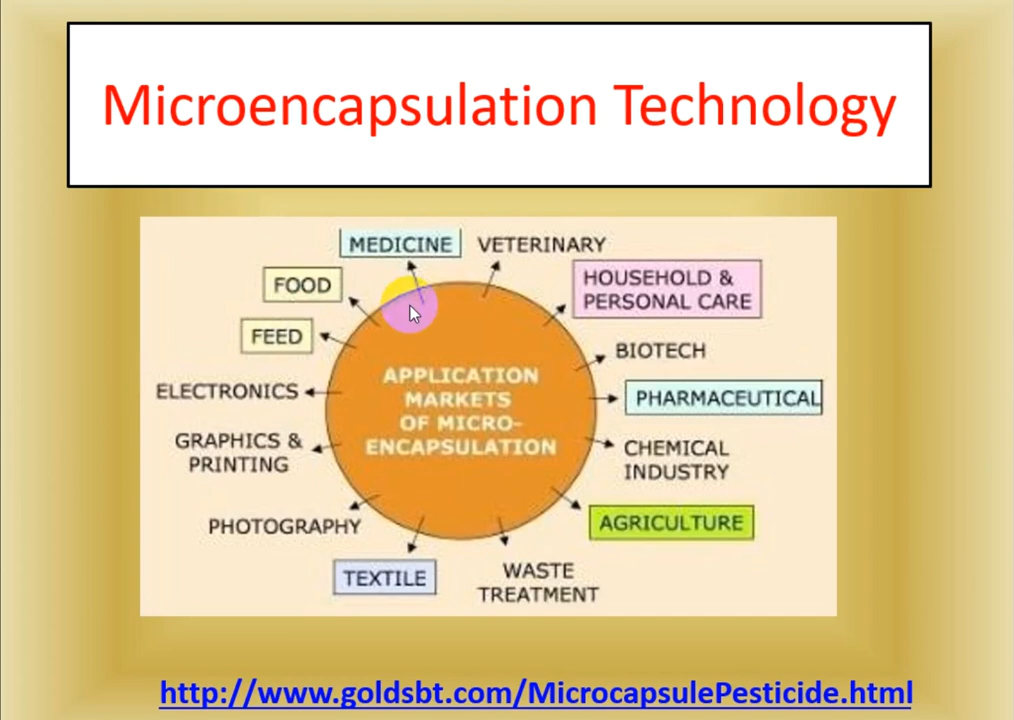 Microencapsulation Technology
MEDICINE
VETERINARY
FOOD
HOUSEHOLD &
PERSONAL CARE
FEED
BIOTECH
ELECTRONICS
APPLICATION
MARKETS
OF MICRO-
ENCAPSULATION
PHARMACEUTICAL
GRAPHICS &
PRINTING
CHEMICAL
INDUSTRY
PHOTOGRAPHY
AGRICULTURE
TEXTILE
WASTE
TREATMENT
http://www.goldsbt.com/MicrocapsulePesticide.html